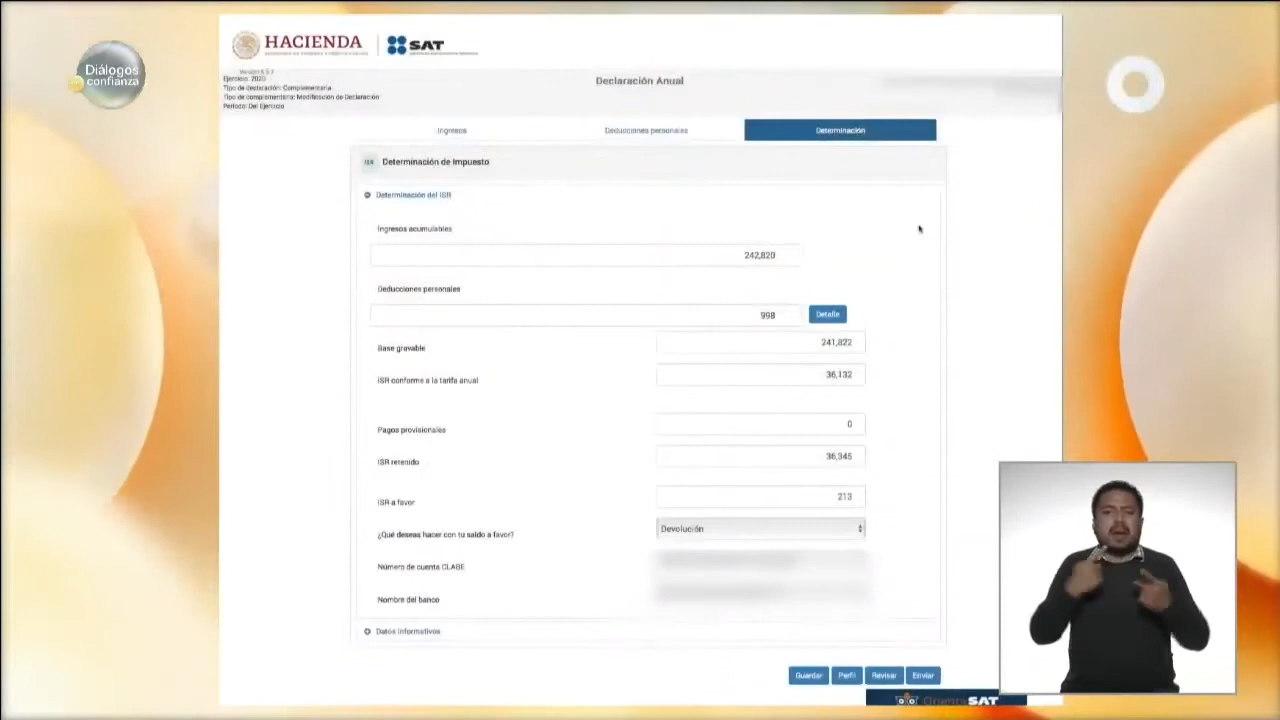 Diálogos
confianza
HACIENDA
SAT
Ejercicio: 2020
Tipo de declaración: Complementaria
Tipo de complementaria: Modificación de Declaración
Periodo: Del Ejercicio
Declaración Anual
Ingresos
Deducciones personales
Determinación
ISR
Determinación de Impuesto
Determinación del ISR
Ingresos acumulables
242,820
Deducciones personales
998
Detalle
Base gravable
241,822
ISR conforme a la tarifa anual
36,132
Pagos provisionales
0
ISR retenido
36,345
ISR a favor
213
¿Qué deseas hacer con tu saldo a favor?
Devolución
Número de cuenta CLABE
Nombre del banco
Datos informativos
Guardar
Perfil
Revisar
Enviar
SAT